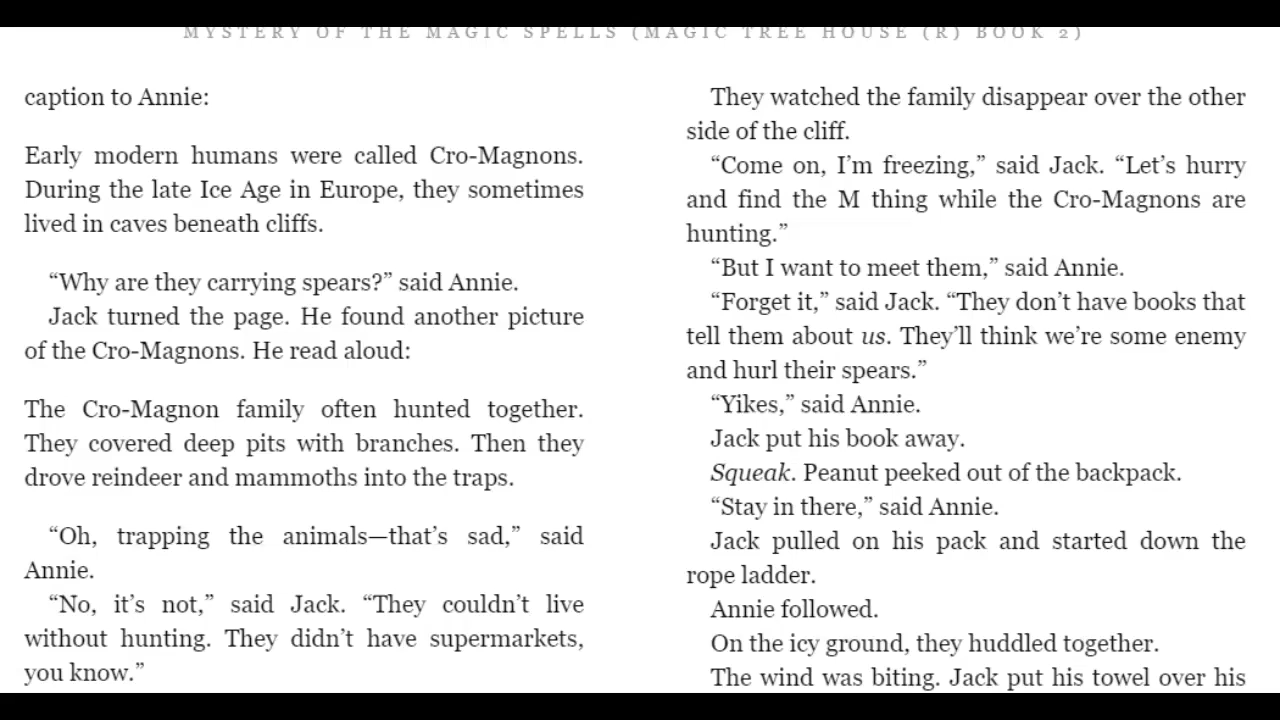 MYSTERY OF THE MAGIC SPELLS (MAGIC TREE HOUSE (R) BOOK 2)
caption to Annie:
Early modern humans were called Cro-Magnons.
During the late Ice Age in Europe, they sometimes
lived in caves beneath cliffs.
“Why are they carrying spears?” said Annie.
Jack turned the page. He found another picture
of the Cro-Magnons. He read aloud:
The Cro-Magnon family often hunted together.
They covered deep pits with branches. Then they
drove reindeer and mammoths into the traps.
“Oh, trapping the animals—that’s sad,” said
Annie.
“No, it’s not,” said Jack. “They couldn’t live
without hunting. They didn’t have supermarkets,
you know.”
They watched the family disappear over the other
side of the cliff.
“Come on, I’m freezing,” said Jack. “Let’s hurry
and find the M thing while the Cro-Magnons are
hunting.”
“But I want to meet them,” said Annie.
“Forget it,” said Jack. “They don’t have books that
tell them about us. They’ll think we’re some enemy
and hurl their spears.”
“Yikes,” said Annie.
Jack put his book away.
Squeak. Peanut peeked out of the backpack.
“Stay in there,” said Annie.
Jack pulled on his pack and started down the
rope ladder.
Annie followed.
On the icy ground, they huddled together.
The wind was biting. Jack put his towel over his